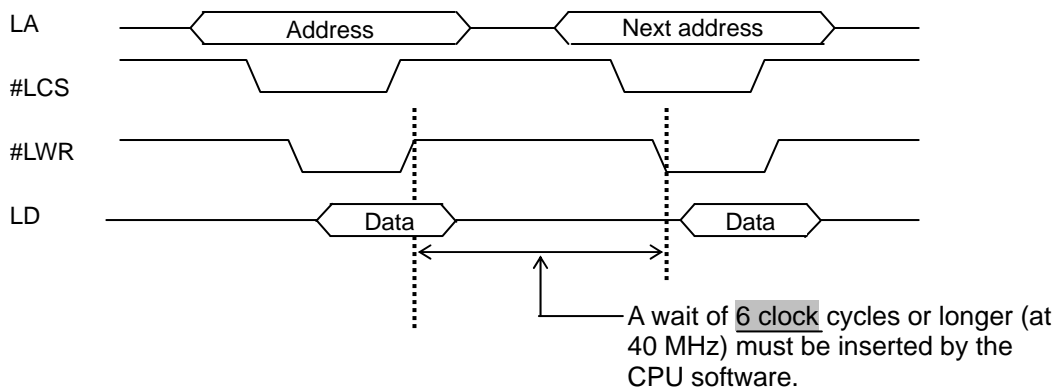 LA
Address
Next address
#LCS
#LWR
LD
Data
Data
A wait of 6 clock cycles or longer (at
40 MHz) must be inserted by the
CPU software.